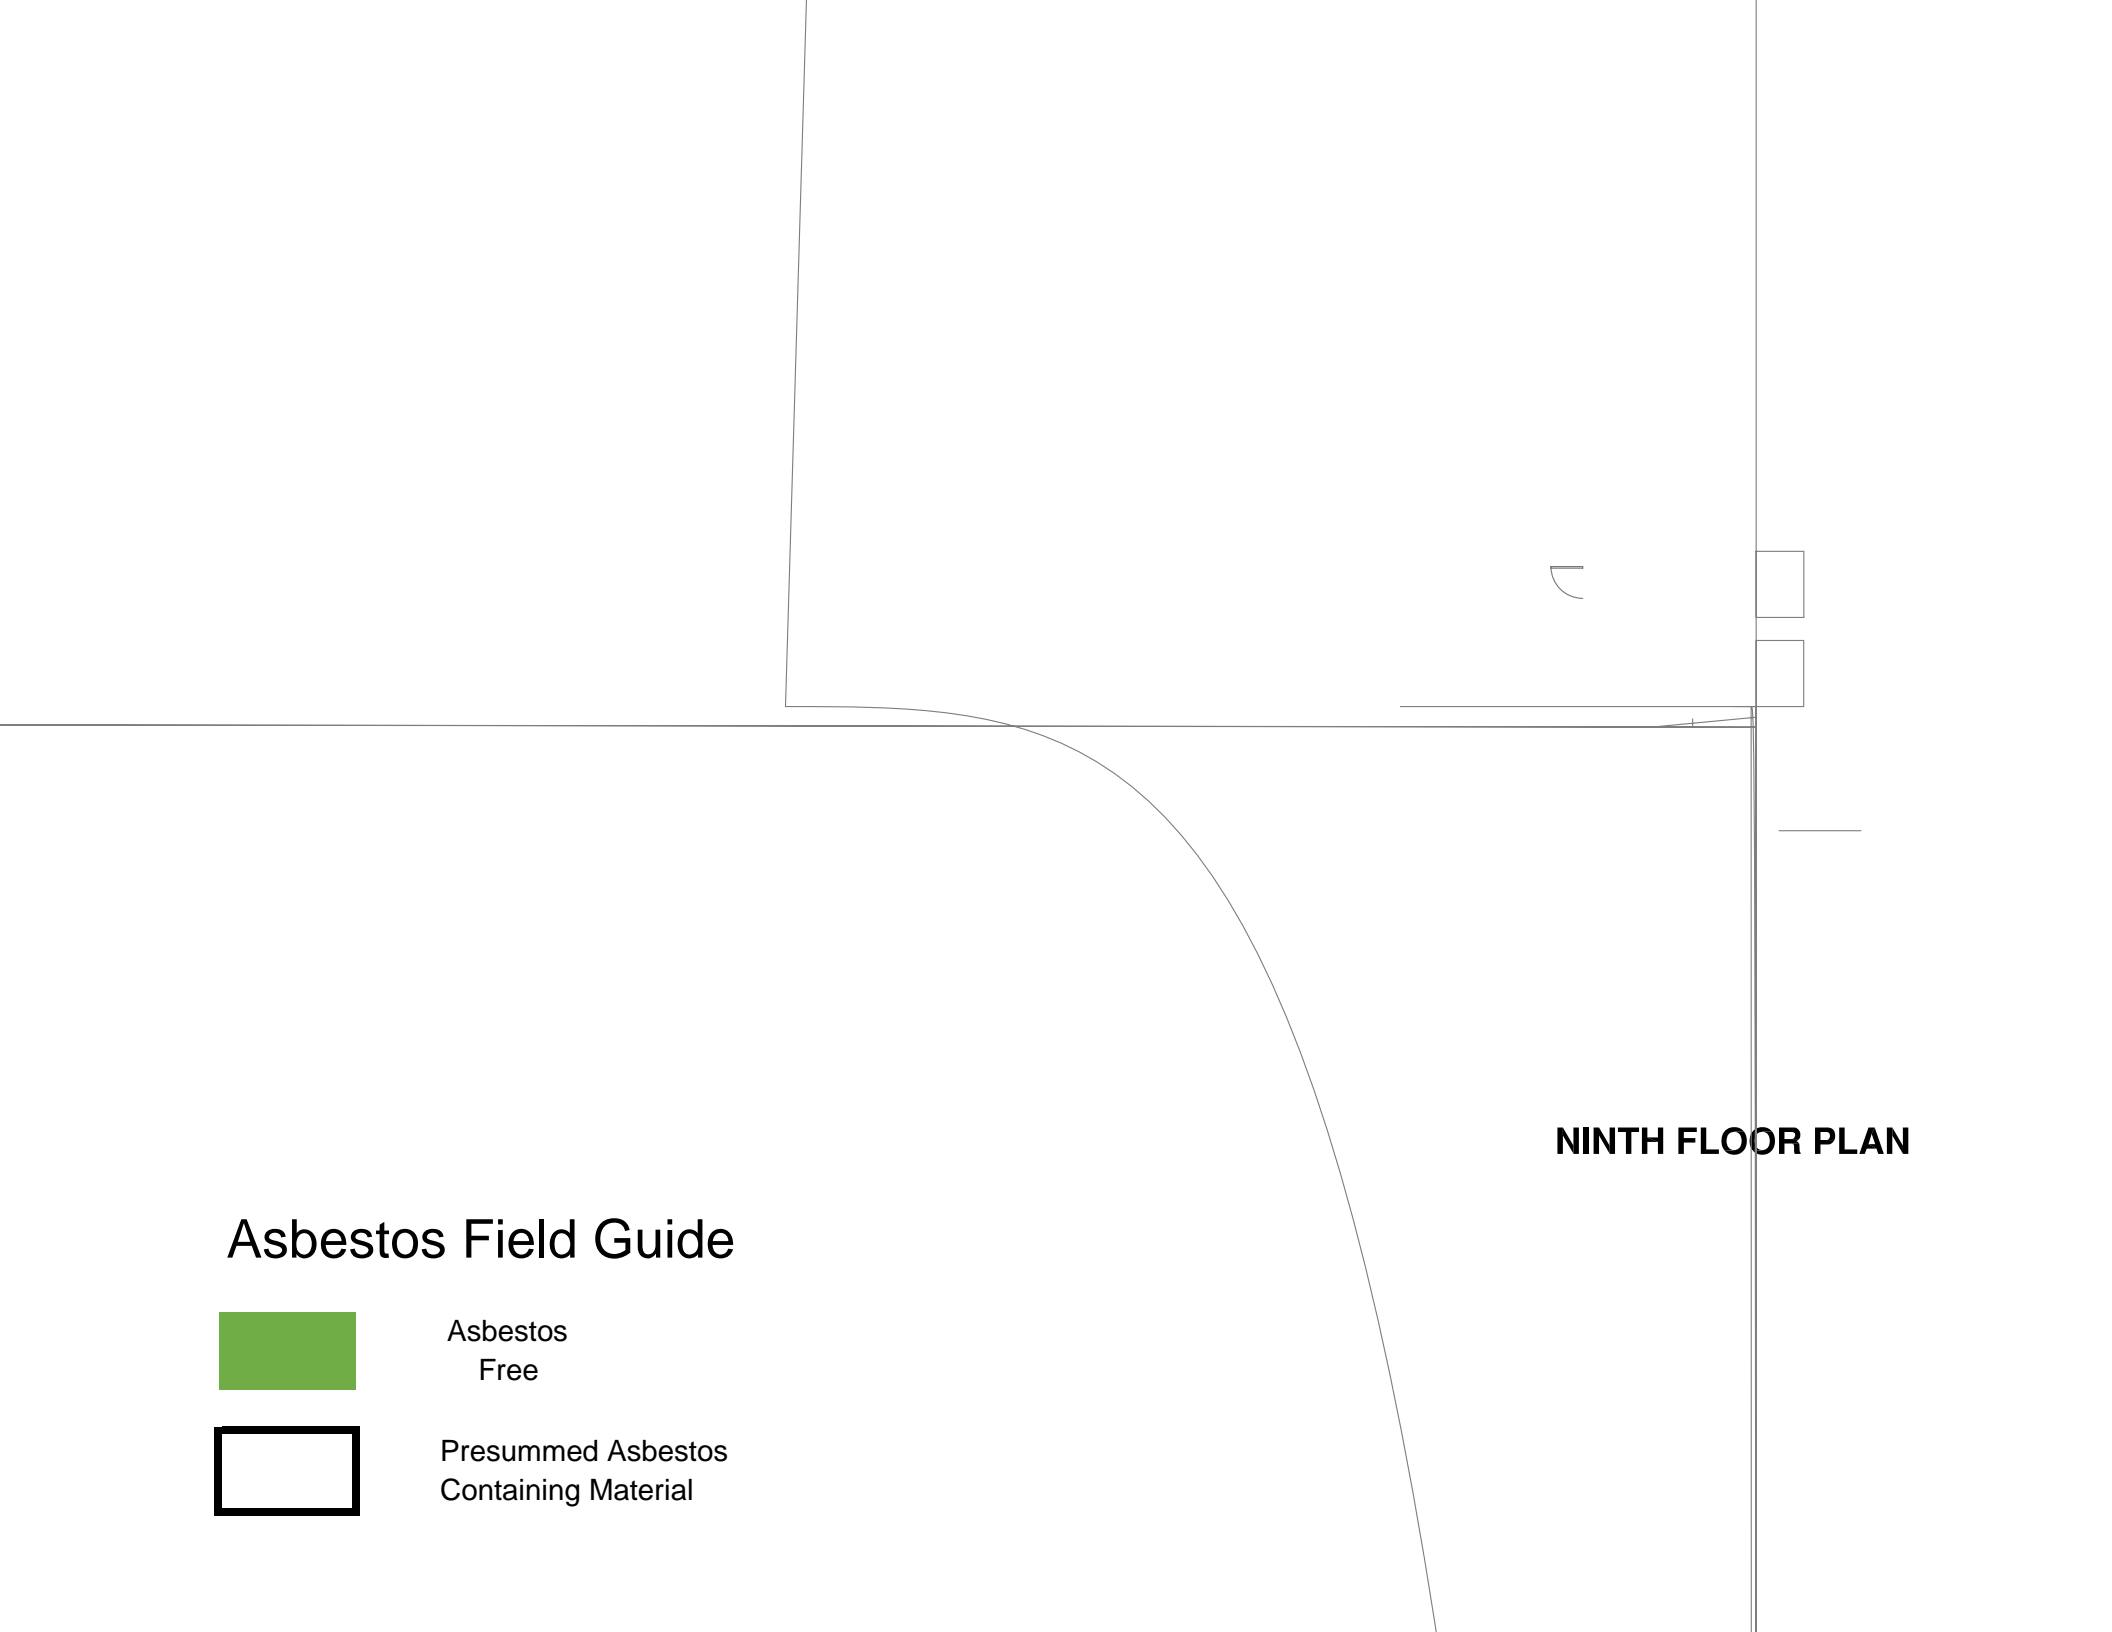 NINTH FLOOR PLAN
Asbestos Field Guide
Asbestos
Free
Presummed Asbestos
Containing Material